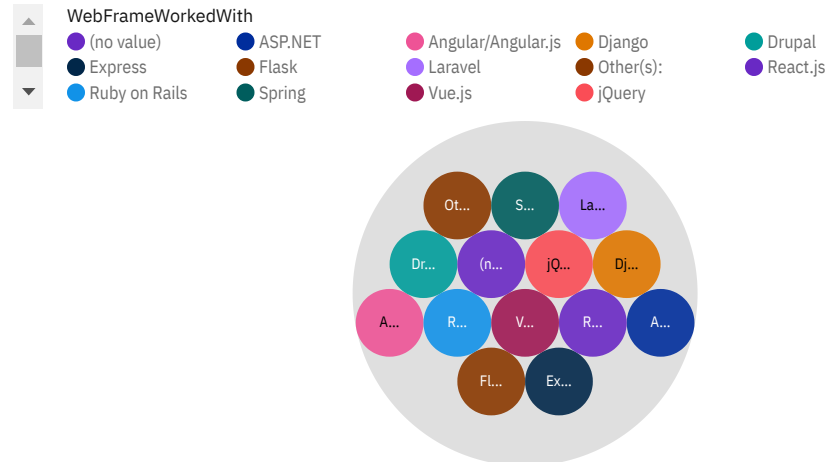 WebFrameWorkedWith
(no value) ASP.NET Angular/Angular.js Django Drupal
Express Flask Laravel Other(s): React.js
Ruby on Rails Spring Vue.js jQuery
Ot... S... La...
Dr... (n... jQ... Dj...
A... R... V... R... A...
Fl... Ex...